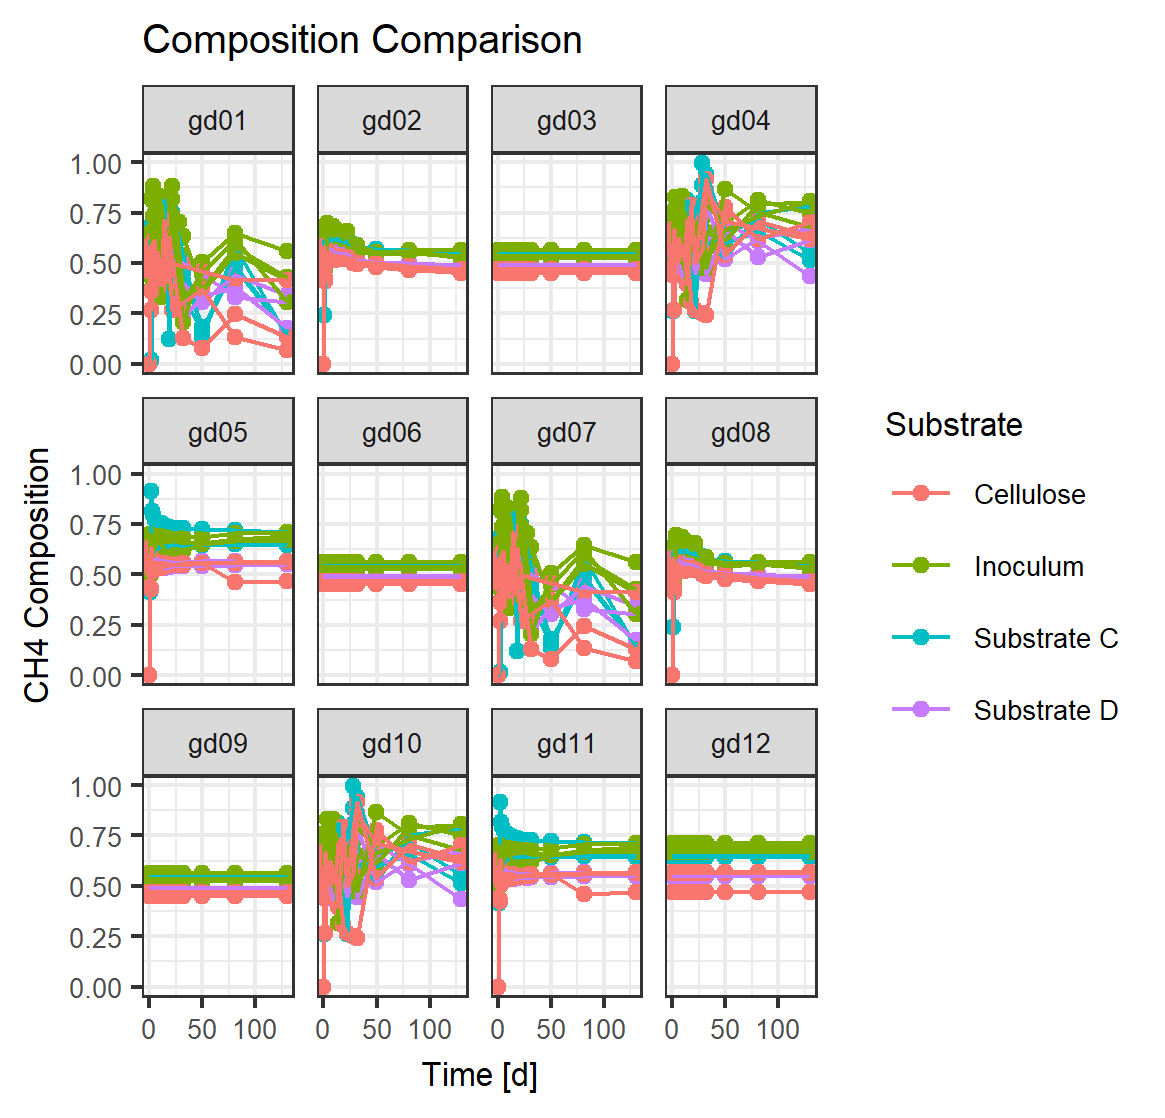 Composition Comparison
gd01 gd02 gd03 gd04
1.00
0.75
0.50
0.25
0.00
gd05 gd06 gd07 gd08
1.00
0.75
0.50
0.25
0.00
gd09 gd10 gd11 gd12
1.00
0.75
0.50
0.25
0.00
0 50 100 0 50 100 0 50 100 0 50 100
Time [d]
CH4 Composition
Substrate
Cellulose
Inoculum
Substrate C
Substrate D